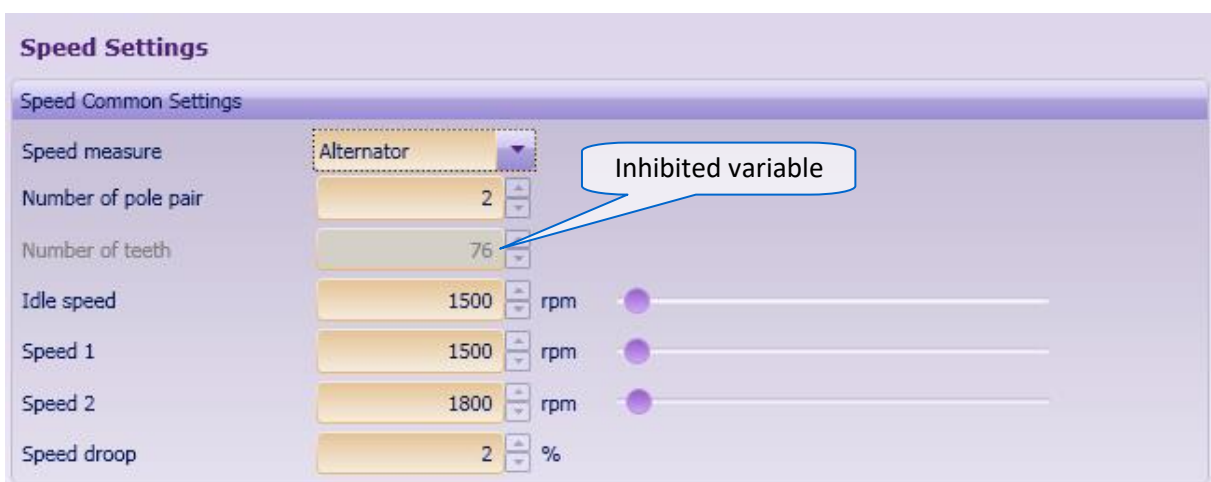 Speed Settings
Speed Common Settings
Speed measure Alternator
Inhibited variable
Number of pole pair 2
Number of teeth 76
Idle speed 1500 rpm
Speed 1 1500 rpm
Speed 2 1800 rpm
Speed droop 2 %